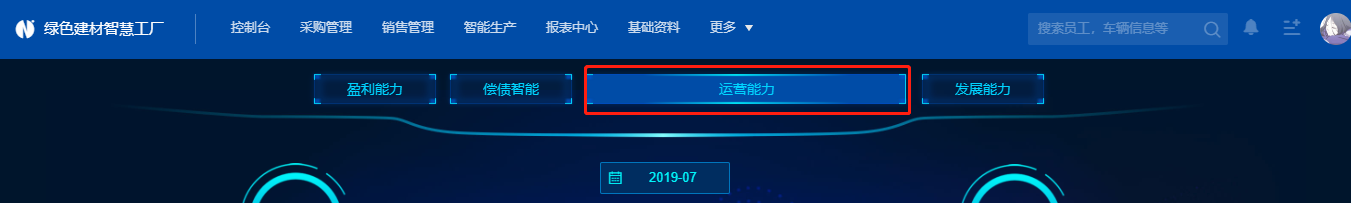 绿色建材智慧工厂 控制台 采购管理 销售管理 智能生产 报表中心 基础资料 更多 搜索员工，车辆信息等
盈利能力 偿债智能 运营能力 发展能力
2019-07